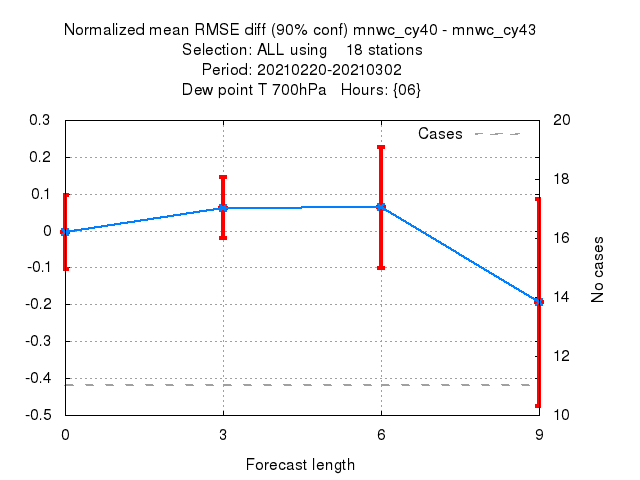 Normalized mean RMSE diff (90% conf) mnwc_cy40 - mnwc_cy43
Selection: ALL using 18 stations
Period: 20210220-20210302
Dew point T 700hPa Hours: {06}
Cases
0.3
0.2
0.1
0
-0.1
-0.2
-0.3
-0.4
-0.5
20
18
16
14
12
10
No cases
0 3 6 9
Forecast length